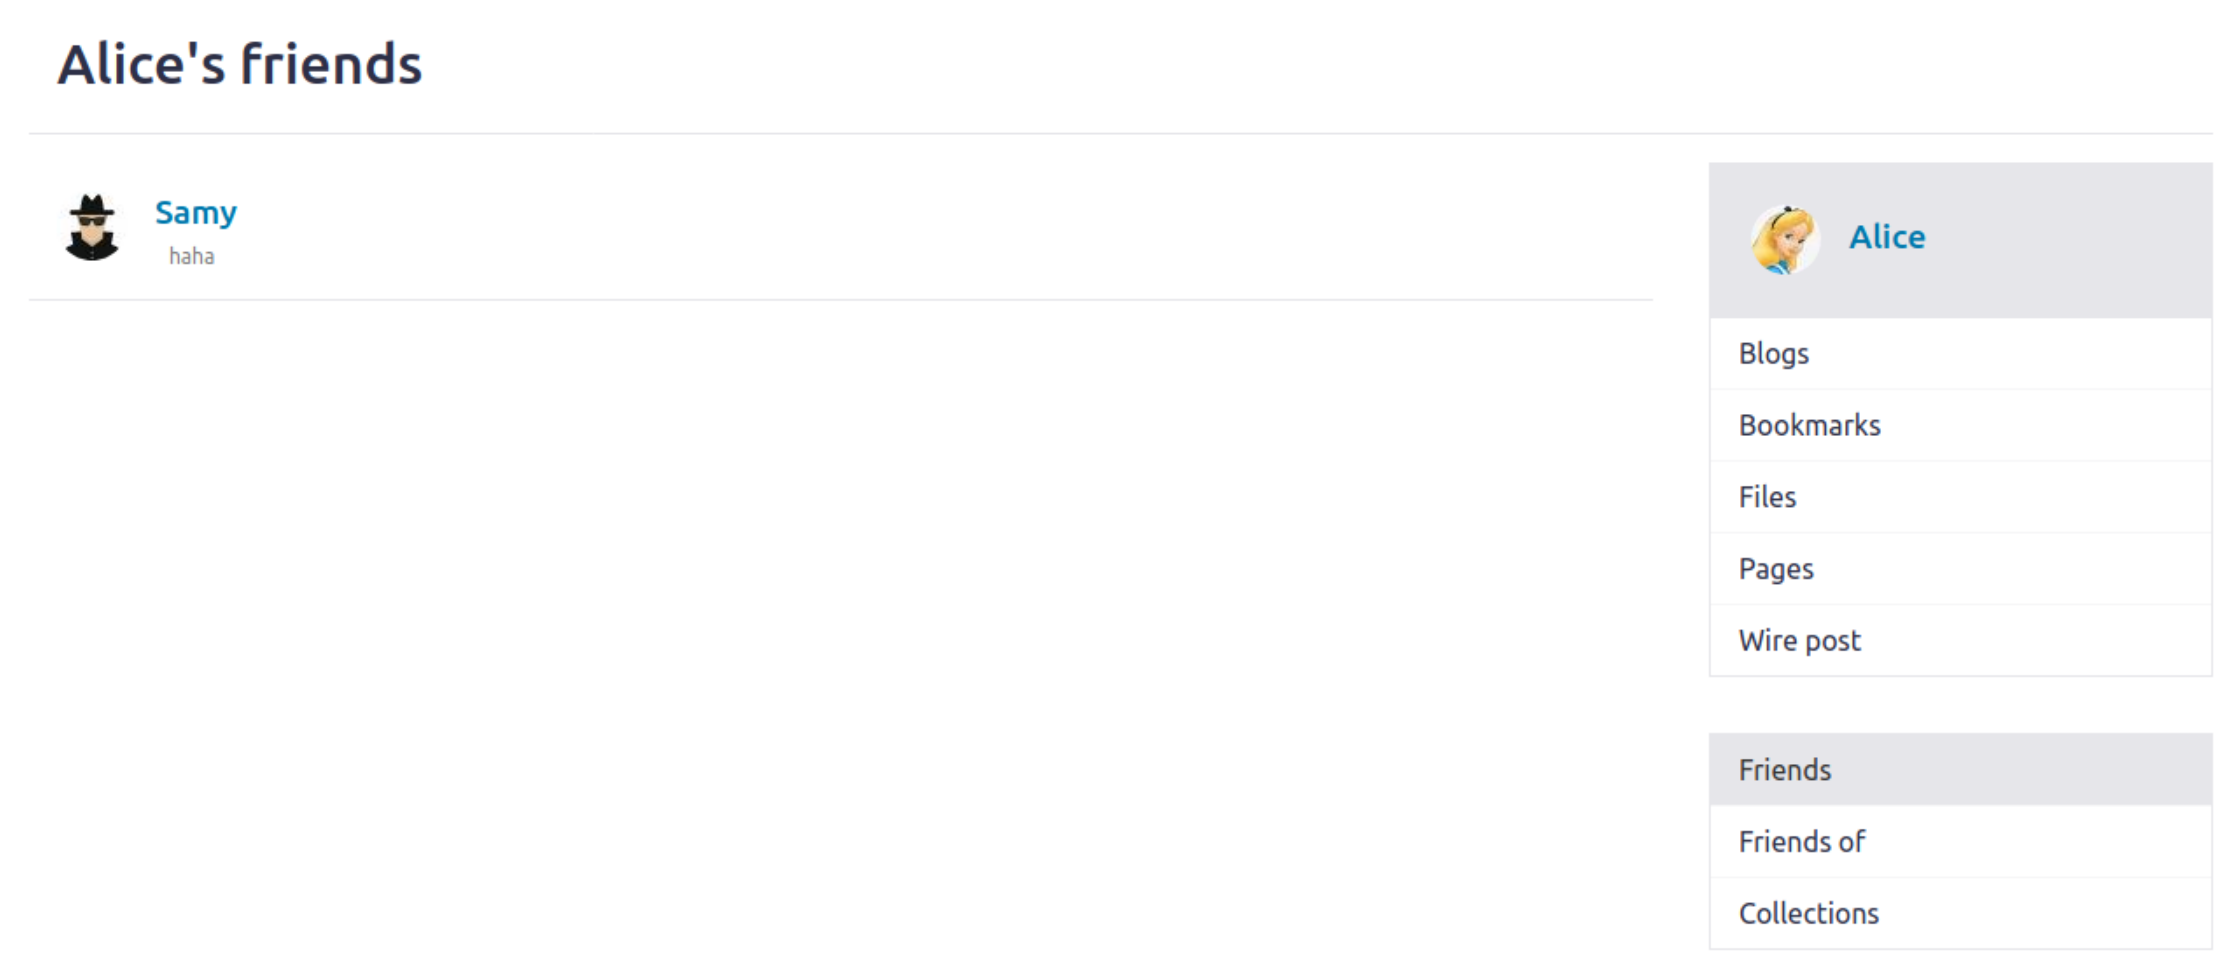 Alice's friends
Samy
haha
Alice
Blogs
Bookmarks
Files
Pages
Wire post
Friends
Friends of
Collections